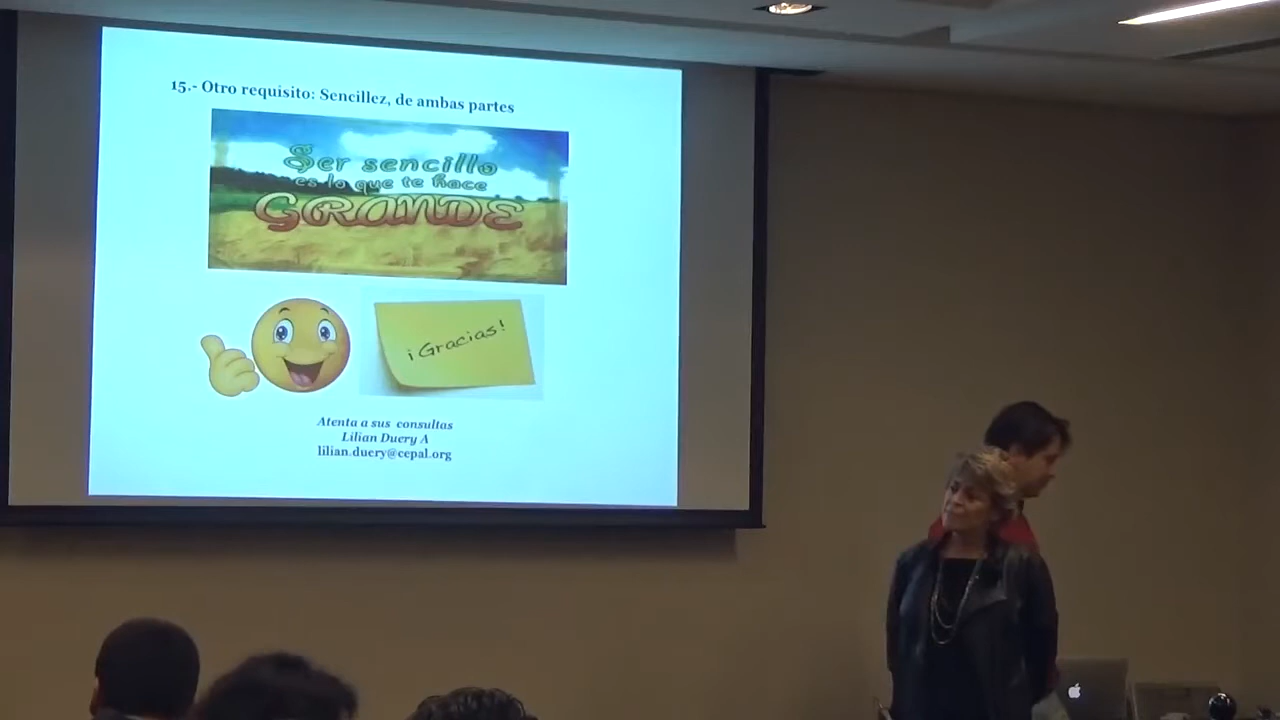 15.- Otro requisito: Sencillez, de ambas partes
Ser sencillo
es lo que te hace
GRANDE
¡Gracias!
Atenta a sus consultas
Lilian Duery A
lilian.duery@cepal.org